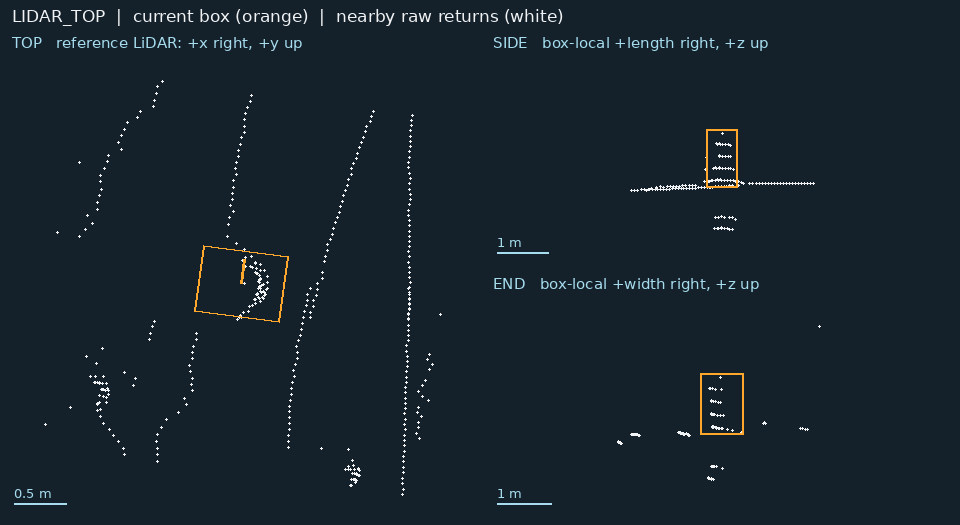 LIDAR_TOP | current box (orange) | nearby raw returns (white)
TOP reference LiDAR: +x right, +y up
SIDE box-local +length right, +z up
1 m
END box-local +width right, +z up
0.5 m
1 m